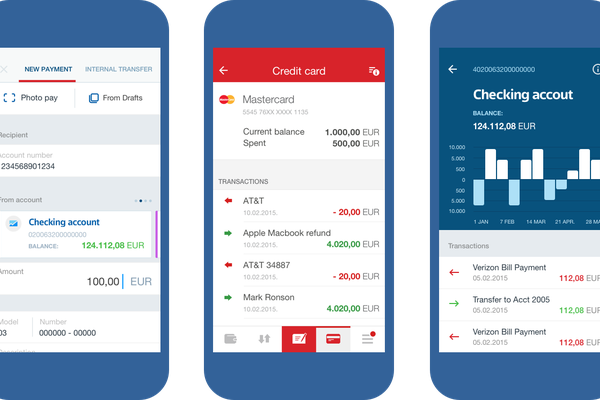 NEW PAYMENT
INTERNAL TRANSFER
Photo pay
From Drafts
Recipient
account number
1234568901234
From account
Checking account
020063200000000
BALANCE: 124.112,08 EUR
Amount
100,00 EUR
Model Number
03 000000 - 00000
Description
Credit card
Mastercard
5545 76XX XXXX 1135
Current balance 1.000,00 EUR
Spent 500,00 EUR
TRANSACTIONS
AT&T
10.02.2015. - 20,00 EUR
Apple Macbook refund
10.02.2015. 4.020,00 EUR
AT&T 34887
10.02.2015. - 20,00 EUR
Mark Ronson
10.02.2015. 4.020,00 EUR
4020063200000000
Checking accout
BALANCE:
124.112,08 EUR
10.000
5.000
1.000
0
1.000
5.000
10.000
1 JAN 7 FEB 14 MAR 21 APR. 28 MA
Transactions
Verizon Bill Payment
05.02.2015 112,08 EUR
Transfer to Acct 2005
05.02.2015 112,08 EUR
Verizon Bill Payment
05.02.2015 112,08 EUR